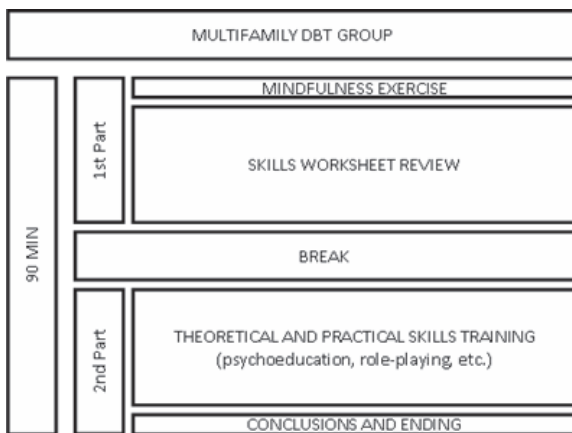 MULTIFAMILY DBT GROUP
90 MIN
1st Part
MINDFULNESS EXERCISE
SKILLS WORKSHEET REVIEW
BREAK
2nd Part
THEORETICAL AND PRACTICAL SKILLS TRAINING
(psychoeducation, role-playing, etc.)
CONCLUSIONS AND ENDING